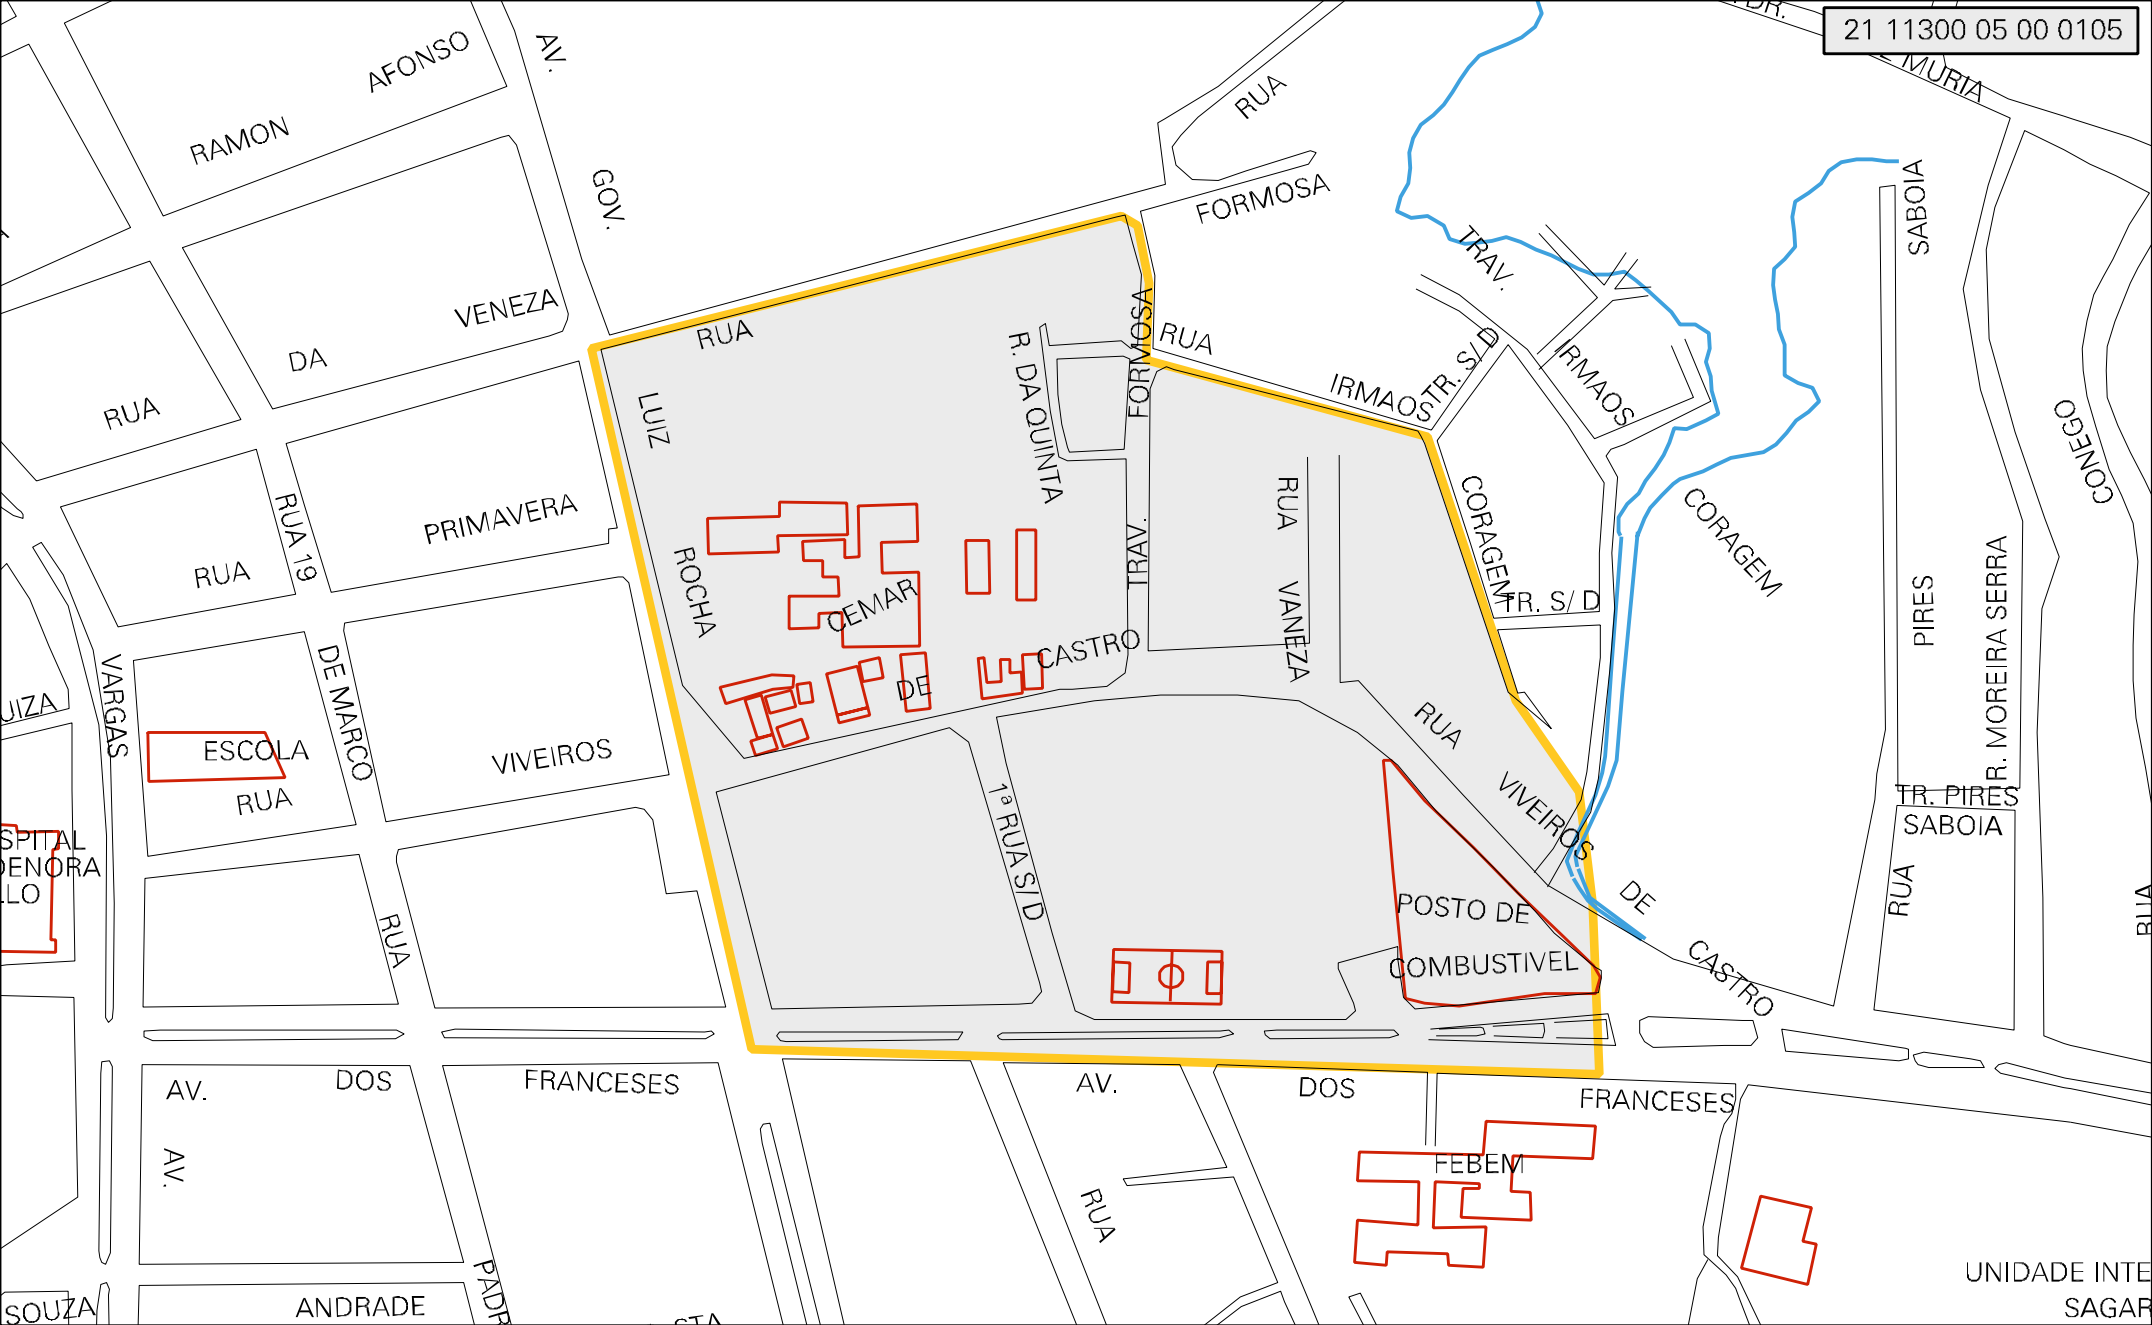 21 11300 05 00 0105
DR.
MURIA
AV.
AFONSO
RAMON
RUA
GOV.
FORMOSA
SABOIA
TRAV.
VENEZA
DA
RUA
RUA
RUA
LUIZ
R. DA QUINTA
FORMOSA
IRMAOS
TR. S/ D
IRMAOS
CONEGO
RUA 19
PRIMAVERA
RUA
ROCHA
CEMAR
TRAV.
RUA
VANEZA
CORAGEM
TR. S/ D
CORAGEM
PIRES
R. MOREIRA SERRA
CASTRO
DE
VARGAS
DE MARCO
UIZA
ESCOLA
RUA
VIVEIROS
RUA
VIVEIROS
TR. PIRES
SABOIA
1ª RUA S/ D
SPITAL
DENORA
LLO
RUA
POSTO DE
COMBUSTIVEL
DE
CASTRO
RUA
RUA
AV.
DOS
FRANCESES
AV.
DOS
FRANCESES
AV.
FEBEM
RUA
PADR
SOUZA
ANDRADE
STA
UNIDADE INTE
SAGAR